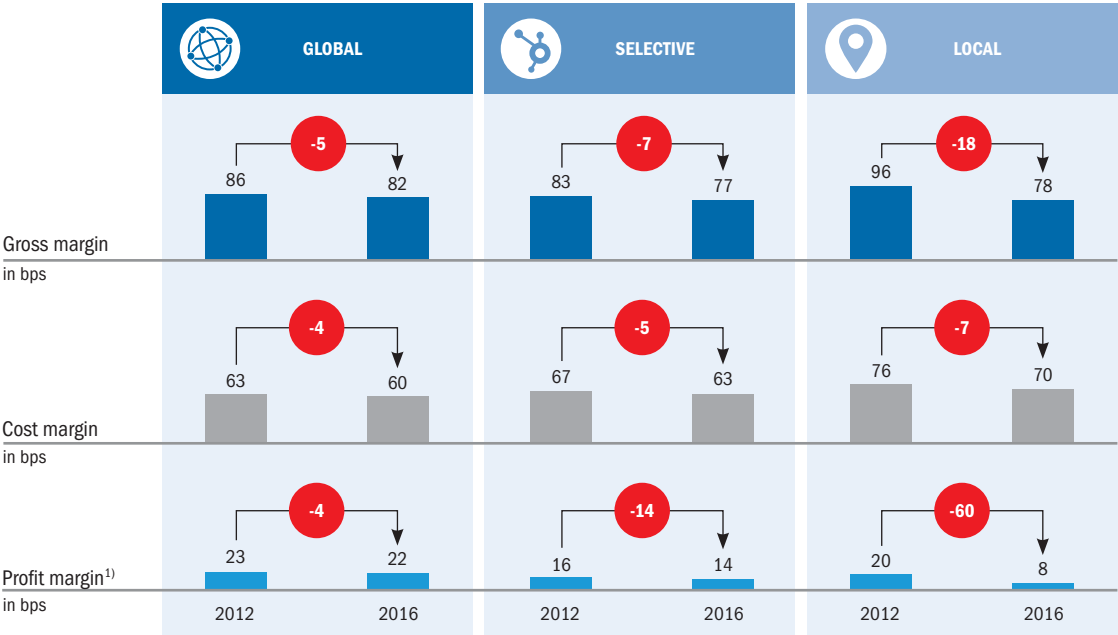 GLOBAL SELECTIVE LOCAL
-5 -7 -18
86 82 83 77 96 78
Gross margin
in bps
-4 -5 -7
63 60 67 63 76 70
Cost margin
in bps
-4 -14 -60
23 22 16 14 20 8
Profit margin1)
in bps
2012 2016 2012 2016 2012 2016